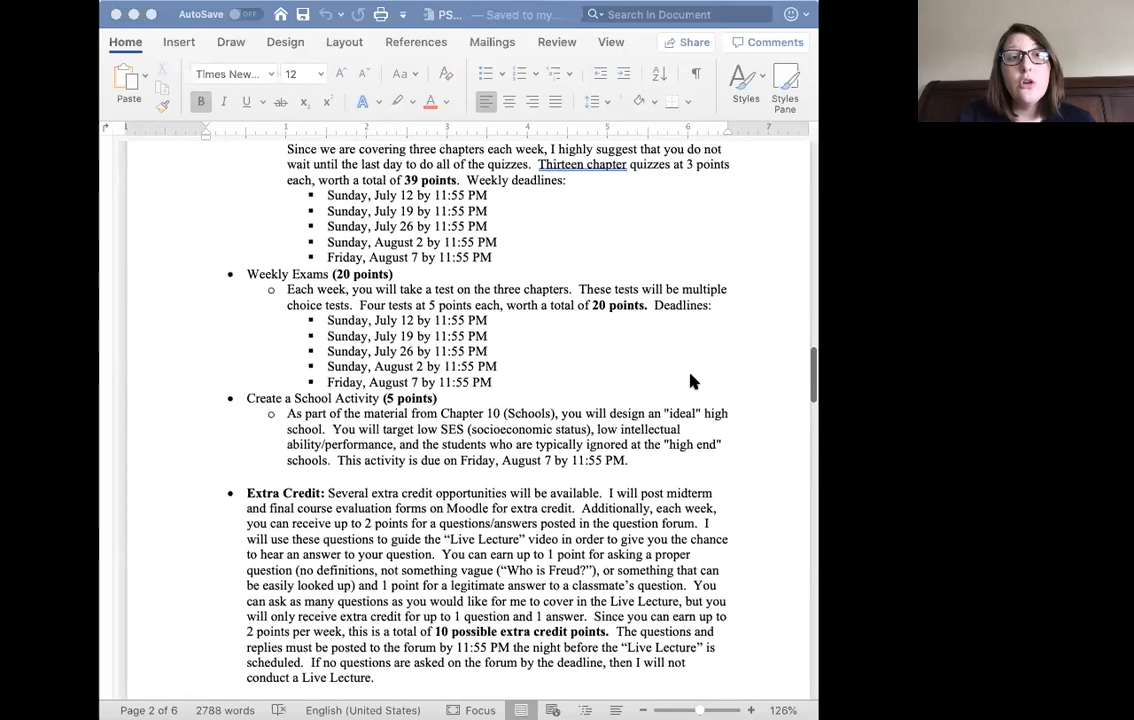 AutoSave OFF PS... — Saved to my... Search in Document
Home Insert Draw Design Layout References Mailings Review View Share Comments
Paste Times New... 12 Aa Styles Styles Pane
B I U ab x₂ x² A A
1 1 2 3 4 5 6 7
Since we are covering three chapters each week, I highly suggest that you do not
wait until the last day to do all of the quizzes. Thirteen chapter quizzes at 3 points
each, worth a total of 39 points. Weekly deadlines:
▪ Sunday, July 12 by 11:55 PM
▪ Sunday, July 19 by 11:55 PM
▪ Sunday, July 26 by 11:55 PM
▪ Sunday, August 2 by 11:55 PM
▪ Friday, August 7 by 11:55 PM
• Weekly Exams (20 points)
o Each week, you will take a test on the three chapters. These tests will be multiple
choice tests. Four tests at 5 points each, worth a total of 20 points. Deadlines:
▪ Sunday, July 12 by 11:55 PM
▪ Sunday, July 19 by 11:55 PM
▪ Sunday, July 26 by 11:55 PM
▪ Sunday, August 2 by 11:55 PM
▪ Friday, August 7 by 11:55 PM
• Create a School Activity (5 points)
o As part of the material from Chapter 10 (Schools), you will design an "ideal" high
school. You will target low SES (socioeconomic status), low intellectual
ability/performance, and the students who are typically ignored at the "high end"
schools. This activity is due on Friday, August 7 by 11:55 PM.
• Extra Credit: Several extra credit opportunities will be available. I will post midterm
and final course evaluation forms on Moodle for extra credit. Additionally, each week,
you can receive up to 2 points for a questions/answers posted in the question forum. I
will use these questions to guide the “Live Lecture” video in order to give you the chance
to hear an answer to your question. You can earn up to 1 point for asking a proper
question (no definitions, not something vague (“Who is Freud?”), or something that can
be easily looked up) and 1 point for a legitimate answer to a classmate’s question. You
can ask as many questions as you would like for me to cover in the Live Lecture, but you
will only receive extra credit for up to 1 question and 1 answer. Since you can earn up to
2 points per week, this is a total of 10 possible extra credit points. The questions and
replies must be posted to the forum by 11:55 PM the night before the “Live Lecture” is
scheduled. If no questions are asked on the forum by the deadline, then I will not
conduct a Live Lecture.
Page 2 of 6 2788 words English (United States) Focus 126%